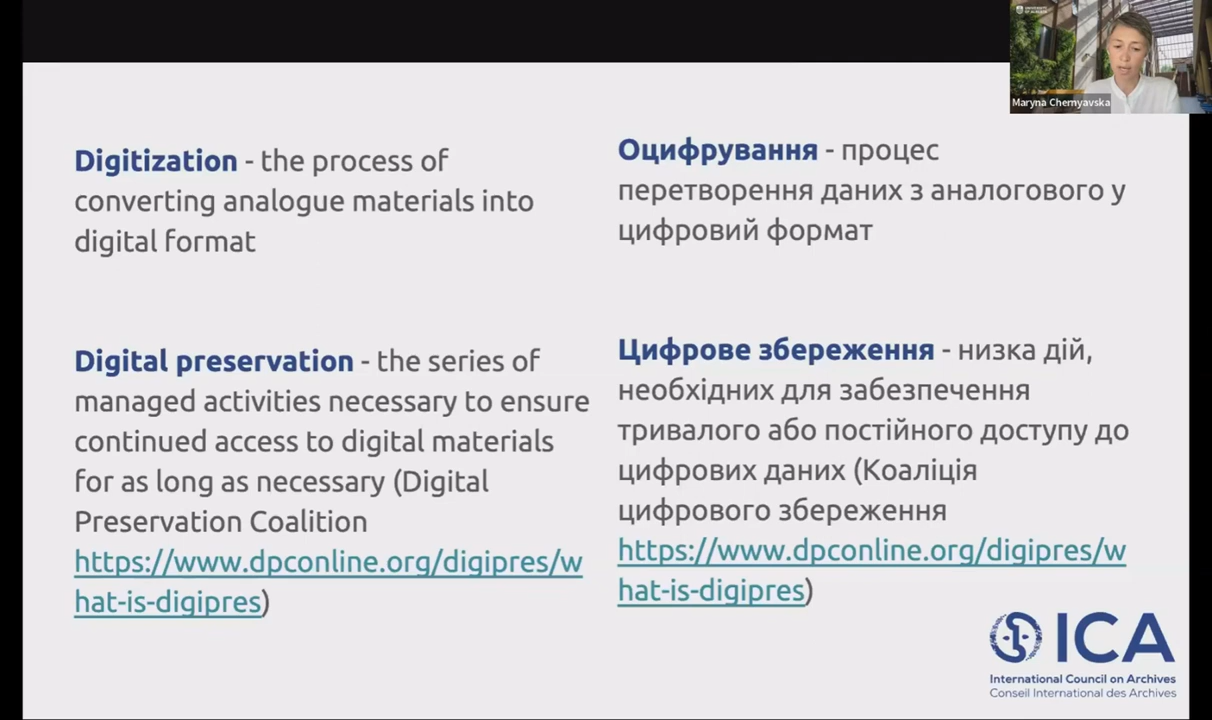 UNIVERSITY
OF ALBERTA
Maryna Chernyavska
Digitization - the process of
converting analogue materials into
digital format
Digital preservation - the series of
managed activities necessary to ensure
continued access to digital materials
for as long as necessary (Digital
Preservation Coalition
https://www.dpconline.org/digipres/w
hat-is-digipres)
Оцифрування - процес
перетворення даних з аналогового у
цифровий формат
Цифрове збереження - низка дій,
необхідних для забезпечення
тривалого або постійного доступу до
цифрових даних (Коаліція
цифрового збереження
https://www.dpconline.org/digipres/w
hat-is-digipres)
ICA
International Council on Archives
Conseil International des Archives